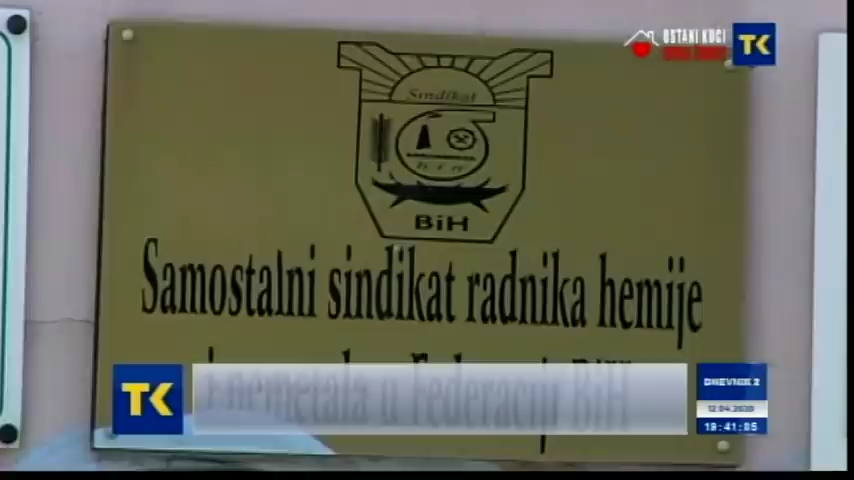 OSTANI KUĆI
TK
Sindikat
BiH
Samostalni sindikat radnika hemije
i nemetala u Federaciji BiH
TK
DNEVNIK 2
12.04.2020
19:41:05